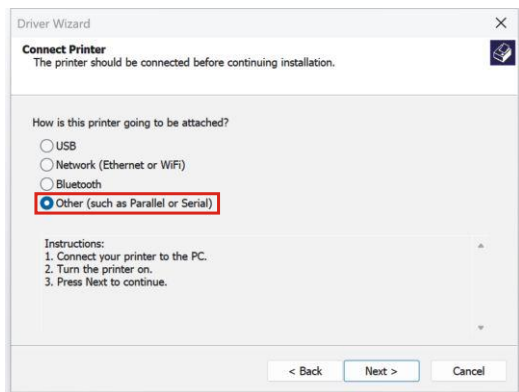 Driver Wizard
Connect Printer
The printer should be connected before continuing installation.
How is this printer going to be attached?
USB
Network (Ethernet or WiFi)
Bluetooth
Other (such as Parallel or Serial)
Instructions:
1. Connect your printer to the PC.
2. Turn the printer on.
3. Press Next to continue.
< Back Next > Cancel